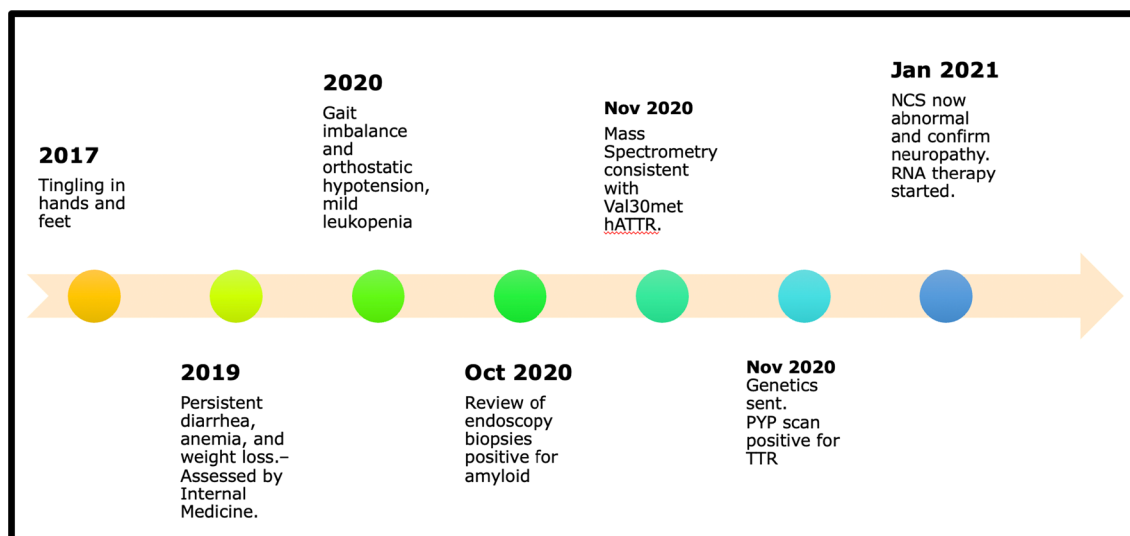 2017
Tingling in
hands and
feet
2019
Persistent
diarrhea,
anemia, and
weight loss.–
Assessed by
Internal
Medicine.
2020
Gait
imbalance
and
orthostatic
hypotension,
mild
leukopenia
Oct 2020
Review of
endoscopy
biopsies
positive for
amyloid
Nov 2020
Mass
Spectrometry
consistent
with
Val30met
hATTR.
Nov 2020
Genetics
sent.
PYP scan
positive for
TTR
Jan 2021
NCS now
abnormal
and confirm
neuropathy.
RNA therapy
started.